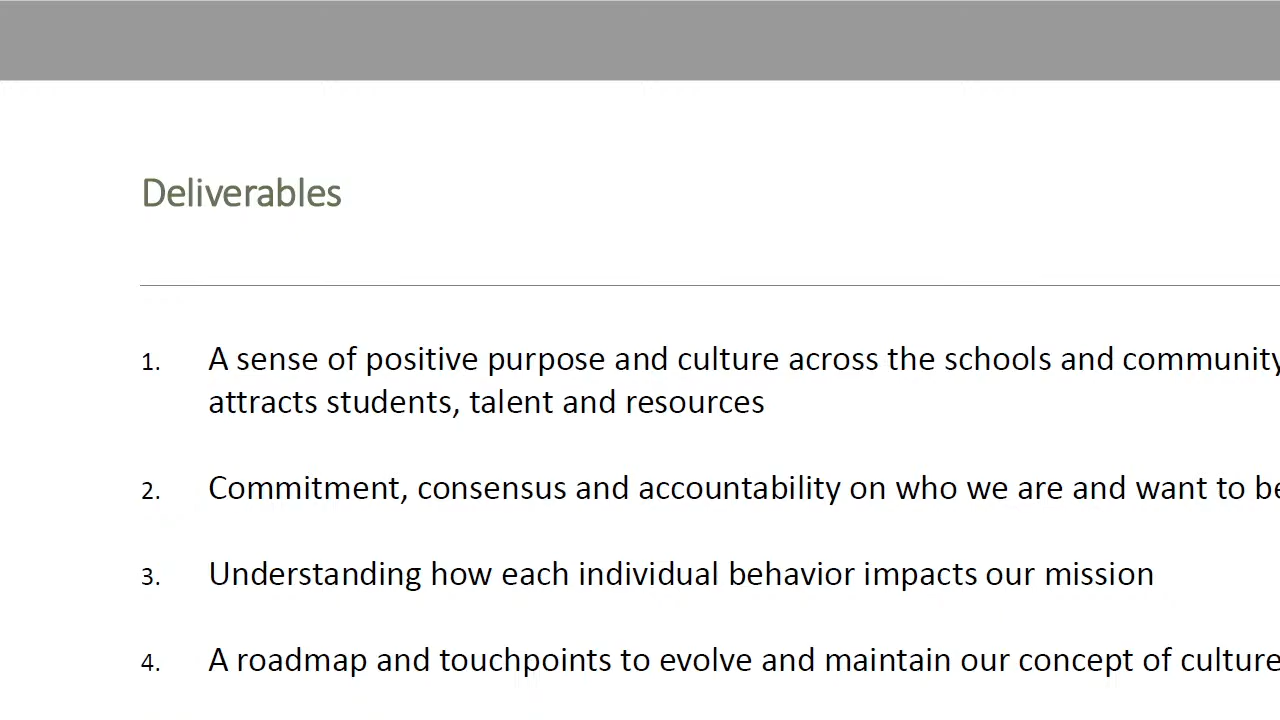 Deliverables
1. A sense of positive purpose and culture across the schools and community
attracts students, talent and resources
2. Commitment, consensus and accountability on who we are and want to be
3. Understanding how each individual behavior impacts our mission
4. A roadmap and touchpoints to evolve and maintain our concept of culture